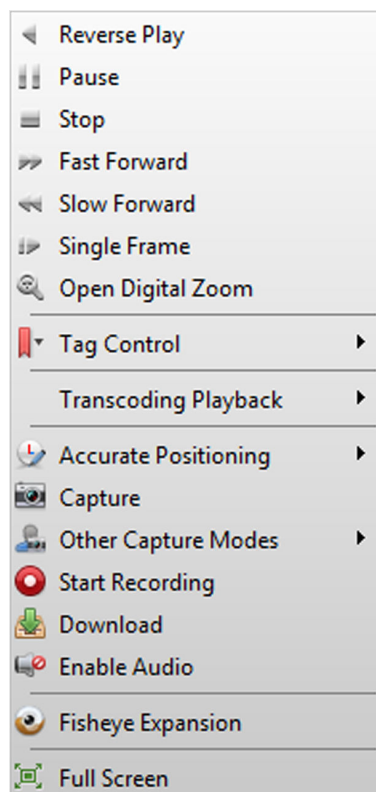 Reverse Play
Pause
Stop
Fast Forward
Slow Forward
Single Frame
Open Digital Zoom
Tag Control
Transcoding Playback
Accurate Positioning
Capture
Other Capture Modes
Start Recording
Download
Enable Audio
Fisheye Expansion
Full Screen